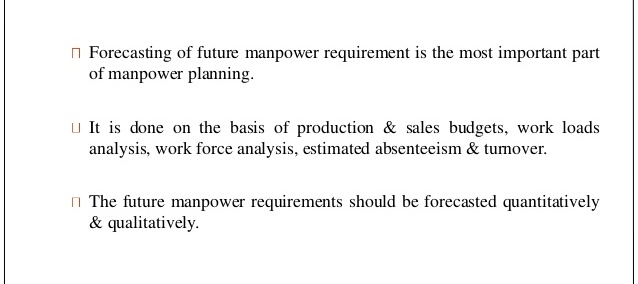 Forecasting of future manpower requirement is the most important part
of manpower planning.
It is done on the basis of production & sales budgets, work loads
analysis, work force analysis, estimated absenteeism & turnover.
The future manpower requirements should be forecasted quantitatively
& qualitatively.